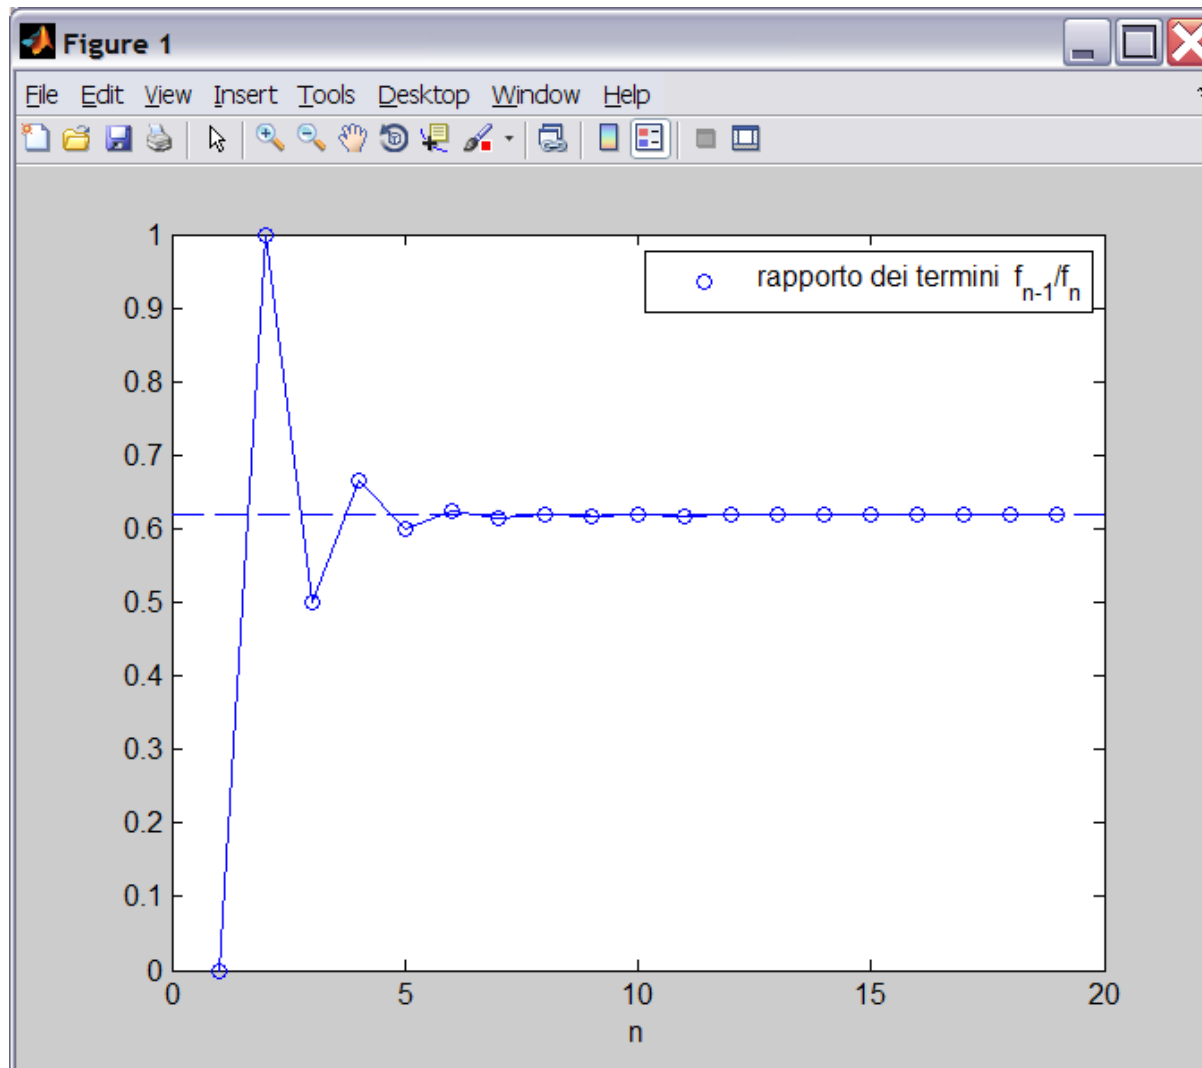 Figure 1
File Edit View Insert Tools Desktop Window Help
rapporto dei termini f_{n-1}/f_n
1
0.9
0.8
0.7
0.6
0.5
0.4
0.3
0.2
0.1
0
0 5 10 15 20
n